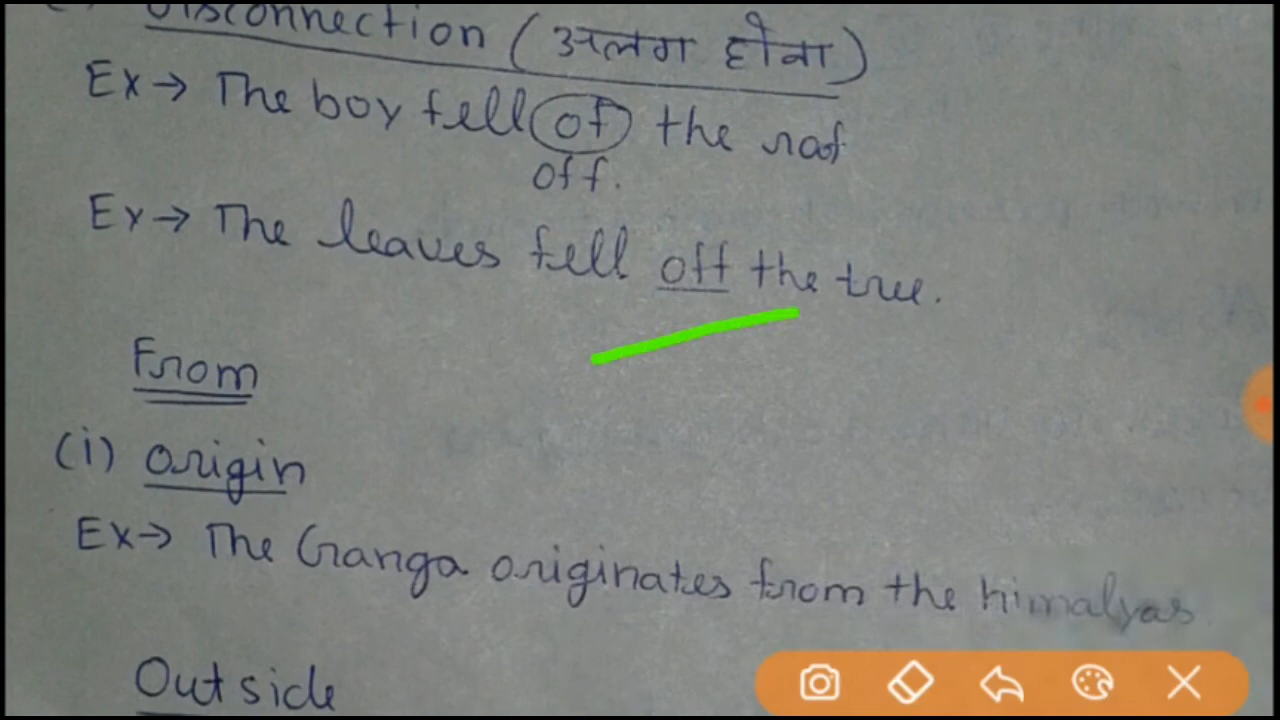 Disconnection (अलग होना)
Ex→ The boy fell of the roof
off.
Ex→ The leaves fell off the tree.
From
(i) origin
Ex→ The Ganga originates from the himalyas
Outside